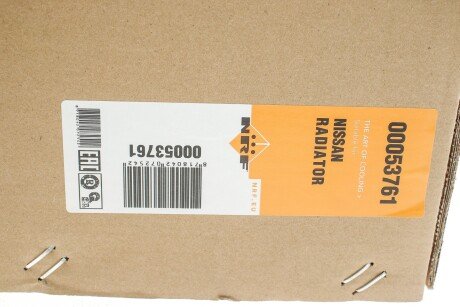 00053761
THE ART OF COOLING >
NISSAN
RADIATOR
NRF
NRF.EU
00053761
8718042072542
EAC